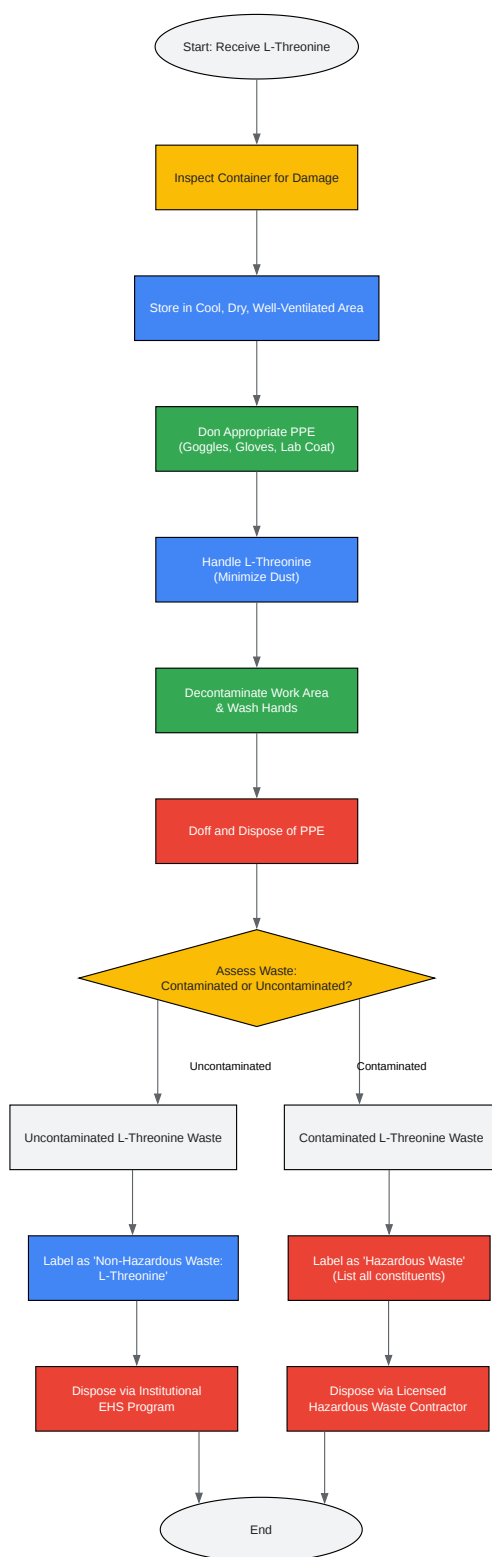 Start: Receive L-Threonine
Inspect Container for Damage
Store in Cool, Dry, Well-Ventilated Area
Don Appropriate PPE
(Goggles, Gloves, Lab Coat)
Handle L-Threonine
(Minimize Dust)
Decontaminate Work Area
& Wash Hands
Doff and Dispose of PPE
Assess Waste:
Contaminated or Uncontaminated?
Uncontaminated
Contaminated
Uncontaminated L-Threonine Waste
Contaminated L-Threonine Waste
Label as 'Non-Hazardous Waste:
L-Threonine'
Label as 'Hazardous Waste'
(List all constituents)
Dispose via Institutional
EHS Program
Dispose via Licensed
Hazardous Waste Contractor
End